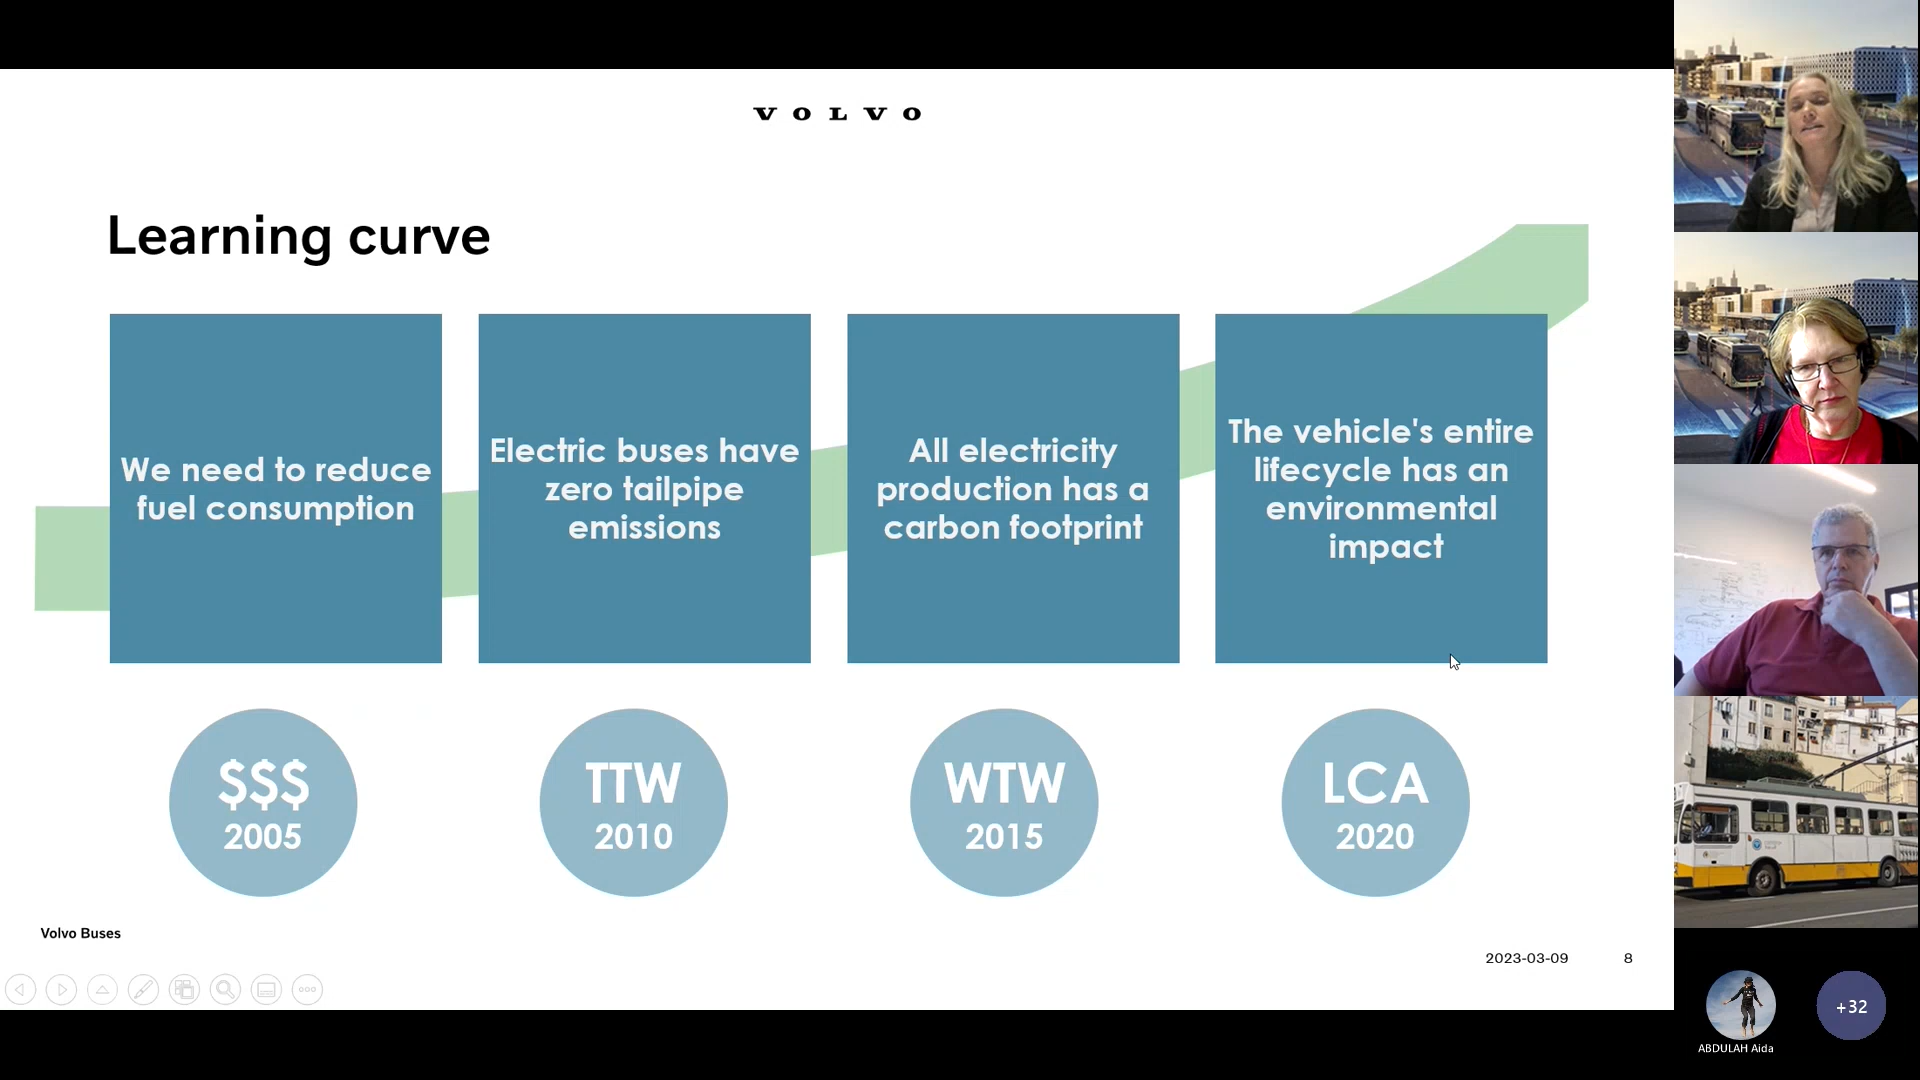 VOLVO
Learning curve
We need to reduce
fuel consumption
Electric buses have
zero tailpipe
emissions
All electricity
production has a
carbon footprint
The vehicle's entire
lifecycle has an
environmental
impact
$$$
2005
TTW
2010
WTW
2015
LCA
2020
Volvo Buses
2023-03-09
8
ABDULAH Aida
+32